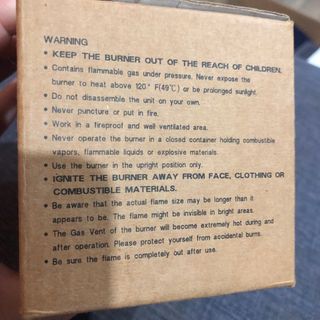 WARNING
• KEEP THE BURNER OUT OF THE REACH OF CHILDREN.
• Contains flammable gas under pressure. Never expose the
burner to heat above 120° F(49°C) or be prolonged sunlight.
• Do not disassemble the unit on your own.
• Never puncture or put in fire.
• Work in a fireproof and well ventilated area.
• Never operate the burner in a closed container holding combustible
vapors, flammable liquids or explosive materials.
• Use the burner in the upright position only.
• IGNITE THE BURNER AWAY FROM FACE, CLOTHING OR
COMBUSTIBLE MATERIALS.
• Be aware that the actual flame size may be longer than it
appears to be. The flame might be invisible in bright areas.
• The Gas Vent of the burner will become extremely hot during and
after operation. Please protect yourself from accidental burns.
• Be sure the flame is completely out after use.